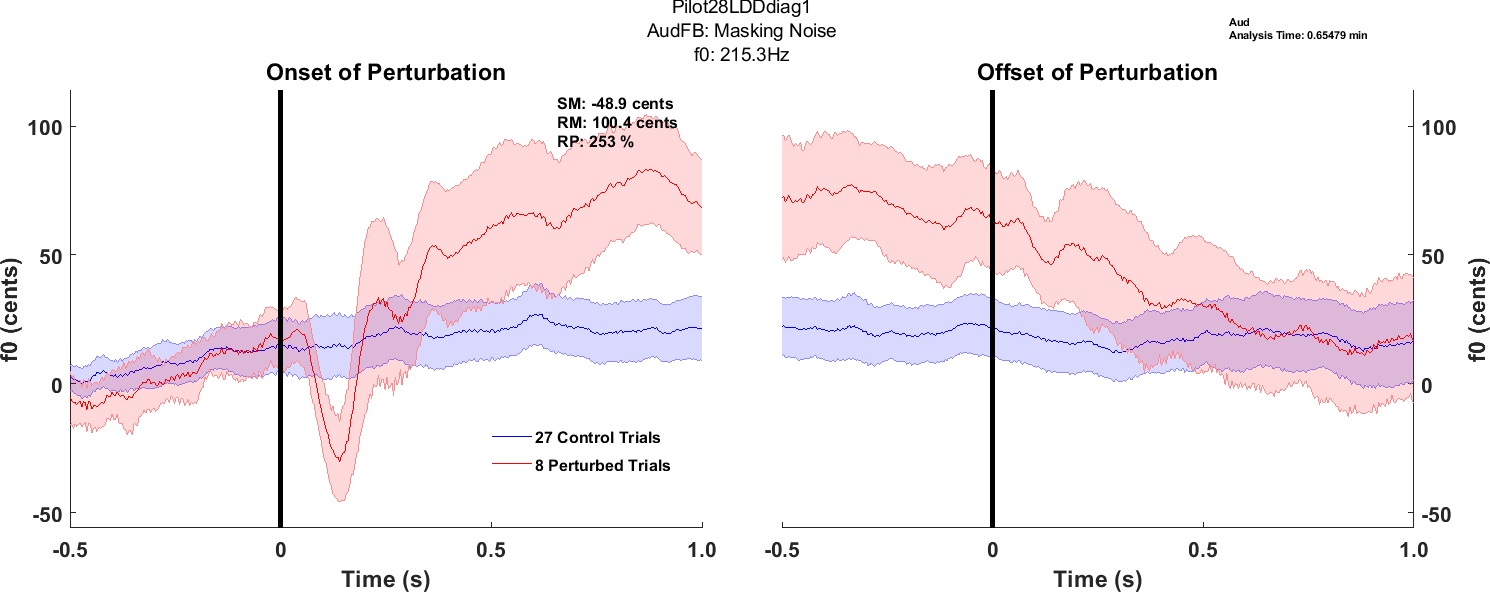 Pilot28LDDdiag1
AudFB: Masking Noise
f0: 215.3Hz
Aud
Analysis Time: 0.65479 min
Onset of Perturbation
SM: -48.9 cents
RM: 100.4 cents
RP: 253 %
27 Control Trials
8 Perturbed Trials
f0 (cents)
100
50
0
-50
-0.5
0
0.5
1.0
Time (s)
Offset of Perturbation
100
50
0
-50
f0 (cents)
-0.5
0
0.5
1.0
Time (s)